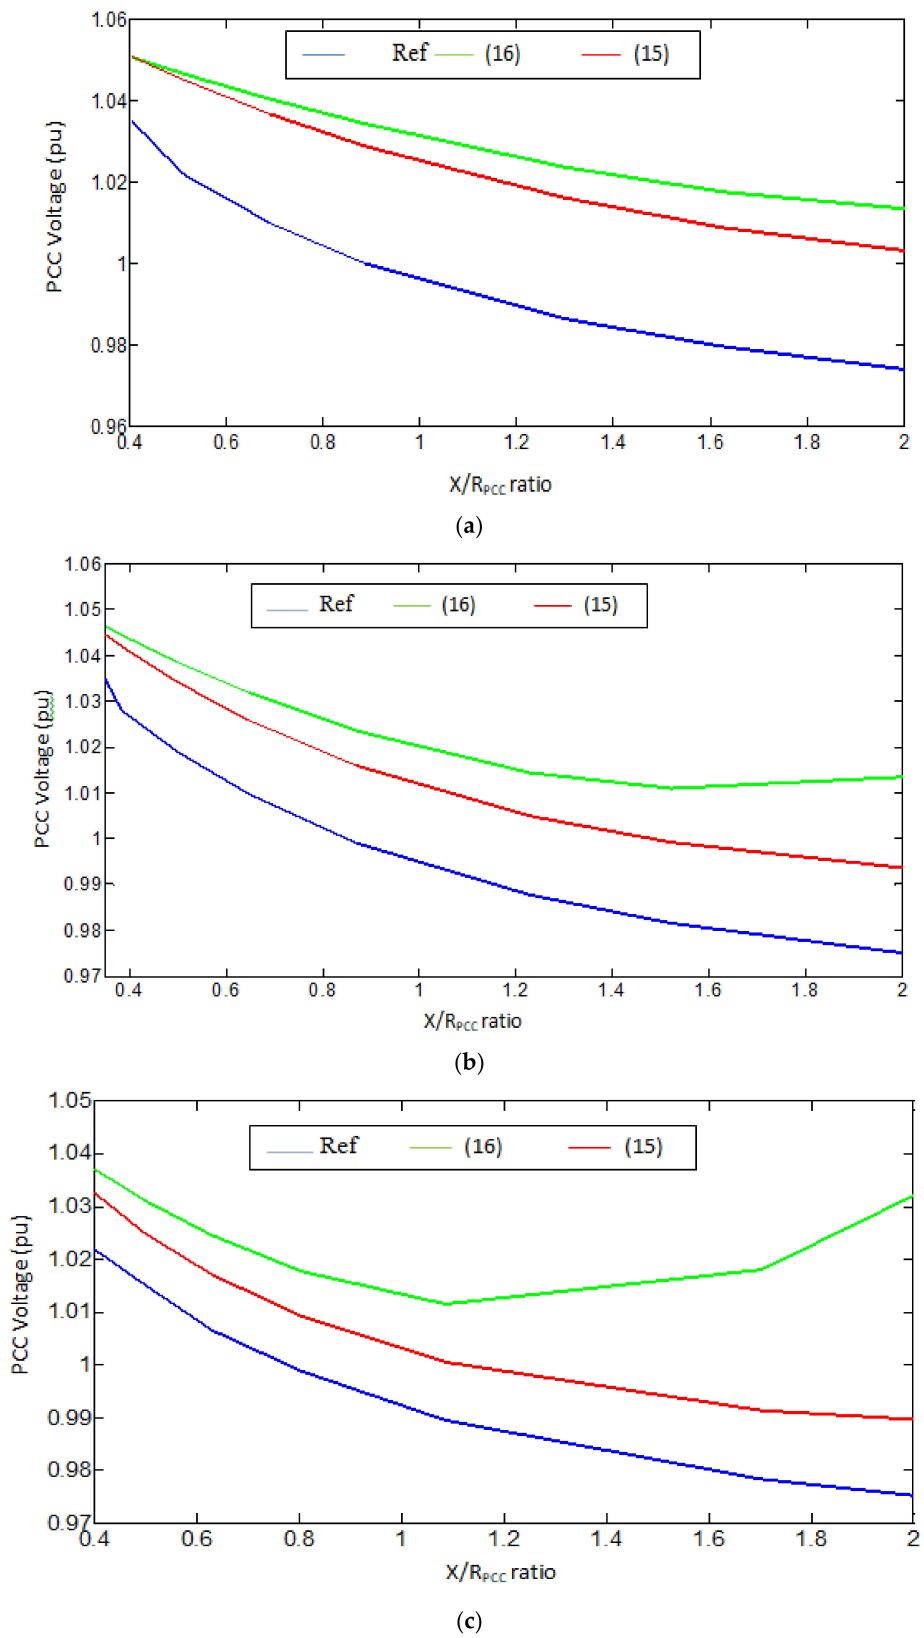 1.06
Ref (16) (15)
1.04
1.02
1
0.98
0.96
PCC Voltage (pu)
0.4 0.6 0.8 1 1.2 1.4 1.6 1.8 2
X/RPCC ratio
(a)
1.06
Ref (16) (15)
1.05
1.04
1.03
1.02
1.01
1
0.99
0.98
0.97
PCC Voltage (pu)
0.4 0.6 0.8 1 1.2 1.4 1.6 1.8 2
X/RPCC ratio
(b)
1.05
Ref (16) (15)
1.04
1.03
1.02
1.01
1
0.99
0.98
0.97
PCC Voltage (pu)
0.4 0.6 0.8 1 1.2 1.4 1.6 1.8 2
X/RPCC ratio
(c)